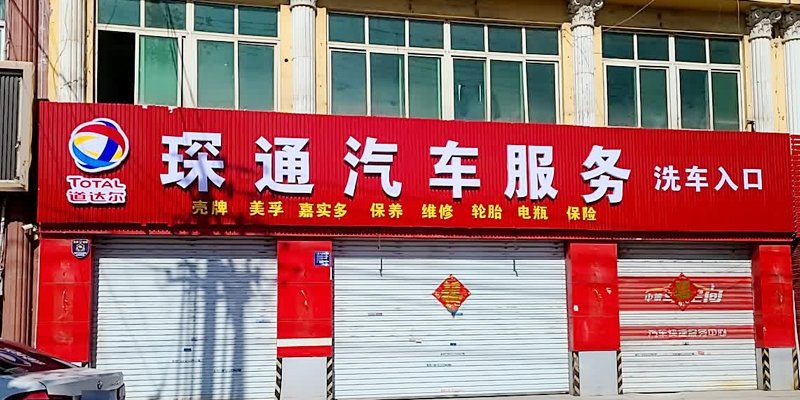 琛通汽车服务
洗车入口
TOTAL
道达尔
壳牌 美孚 嘉实多 保养 维修 轮胎 电瓶 保险